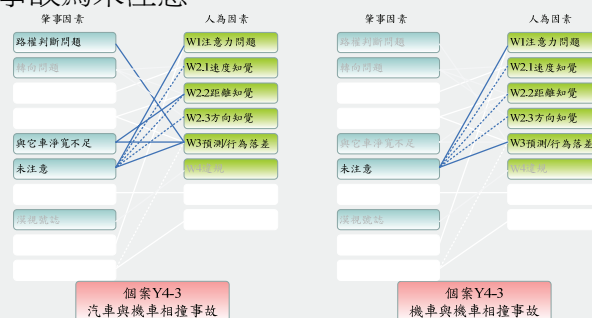 事故為未注意
肇事因素 人為因素
路權判斷問題 W1注意力問題
轉向問題 W2.1速度知覺
W2.2距離知覺
W2.3方向知覺
與它車淨寬不足 W3預測/行為落差
未注意 W4違規
漠視號誌
個案Y4-3
汽車與機車相撞事故
肇事因素 人為因素
路權判斷問題 W1注意力問題
轉向問題 W2.1速度知覺
W2.2距離知覺
W2.3方向知覺
與它車淨寬不足 W3預測/行為落差
未注意 W4違規
漠視號誌
個案Y4-3
機車與機車相撞事故